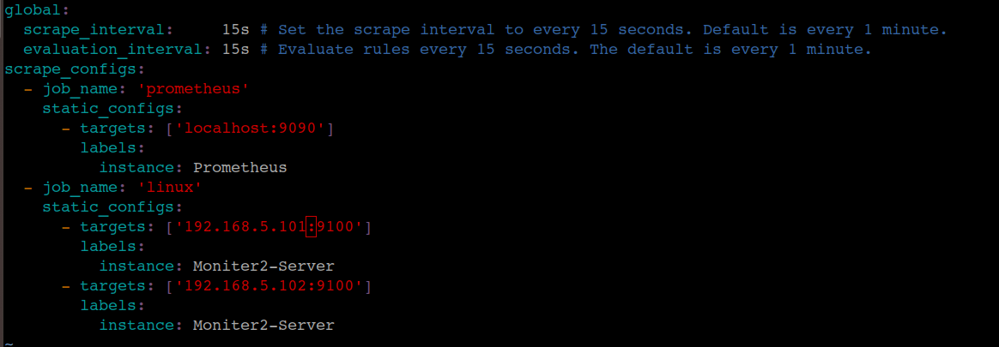 global:
  scrape_interval:     15s # Set the scrape interval to every 15 seconds. Default is every 1 minute.
  evaluation_interval: 15s # Evaluate rules every 15 seconds. The default is every 1 minute.
scrape_configs:
  - job_name: 'prometheus'
    static_configs:
      - targets: ['localhost:9090']
        labels:
          instance: Prometheus
  - job_name: 'linux'
    static_configs:
      - targets: ['192.168.5.101:9100']
        labels:
          instance: Moniter2-Server
      - targets: ['192.168.5.102:9100']
        labels:
          instance: Moniter2-Server
~